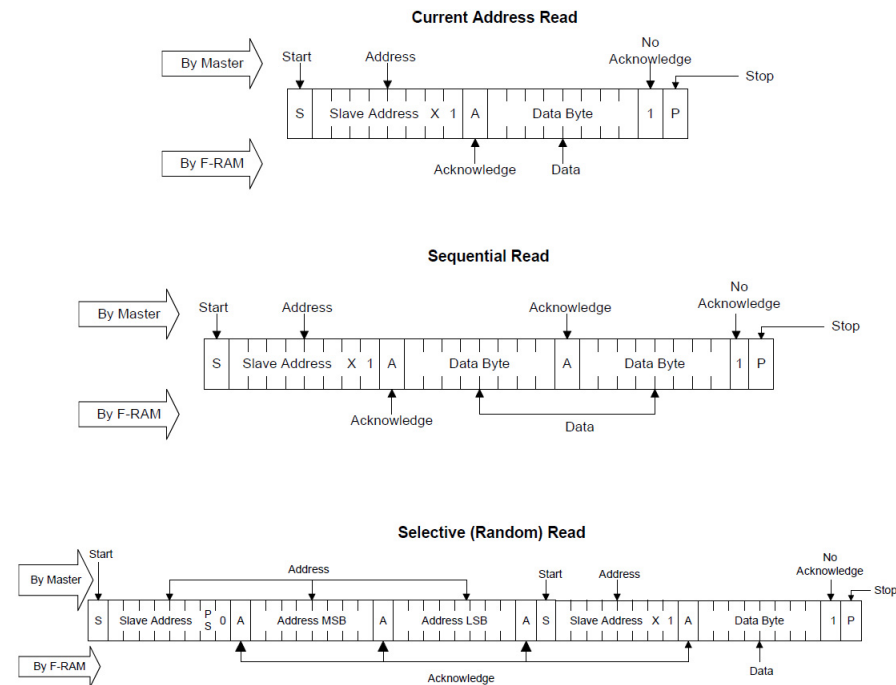 Current Address Read
By Master
Start
Address
No
Acknowledge
Stop
S Slave Address X 1 A Data Byte 1 P
By F-RAM
Acknowledge
Data
Sequential Read
By Master
Start
Address
Acknowledge
No
Acknowledge
Stop
S Slave Address X 1 A Data Byte A Data Byte 1 P
By F-RAM
Acknowledge
Data
Selective (Random) Read
By Master
Start
Address
Start
Address
No
Acknowledge
Stop
S Slave Address PS 0 A Address MSB A Address LSB A S Slave Address X 1 A Data Byte 1 P
By F-RAM
Acknowledge
Data